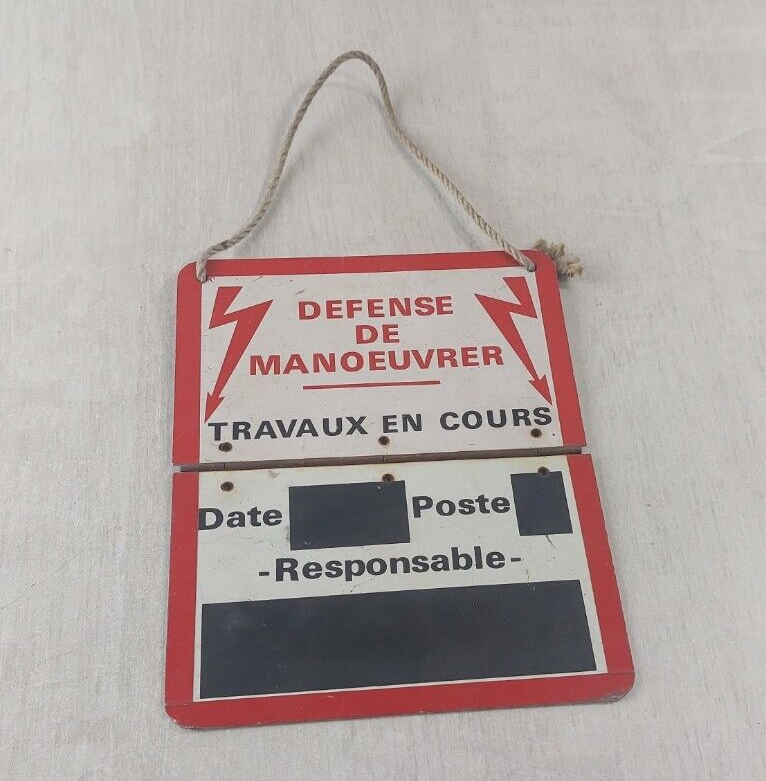 DEFENSE
DE
MANOEUVRER
TRAVAUX EN COURS
Date Poste
-Responsable-